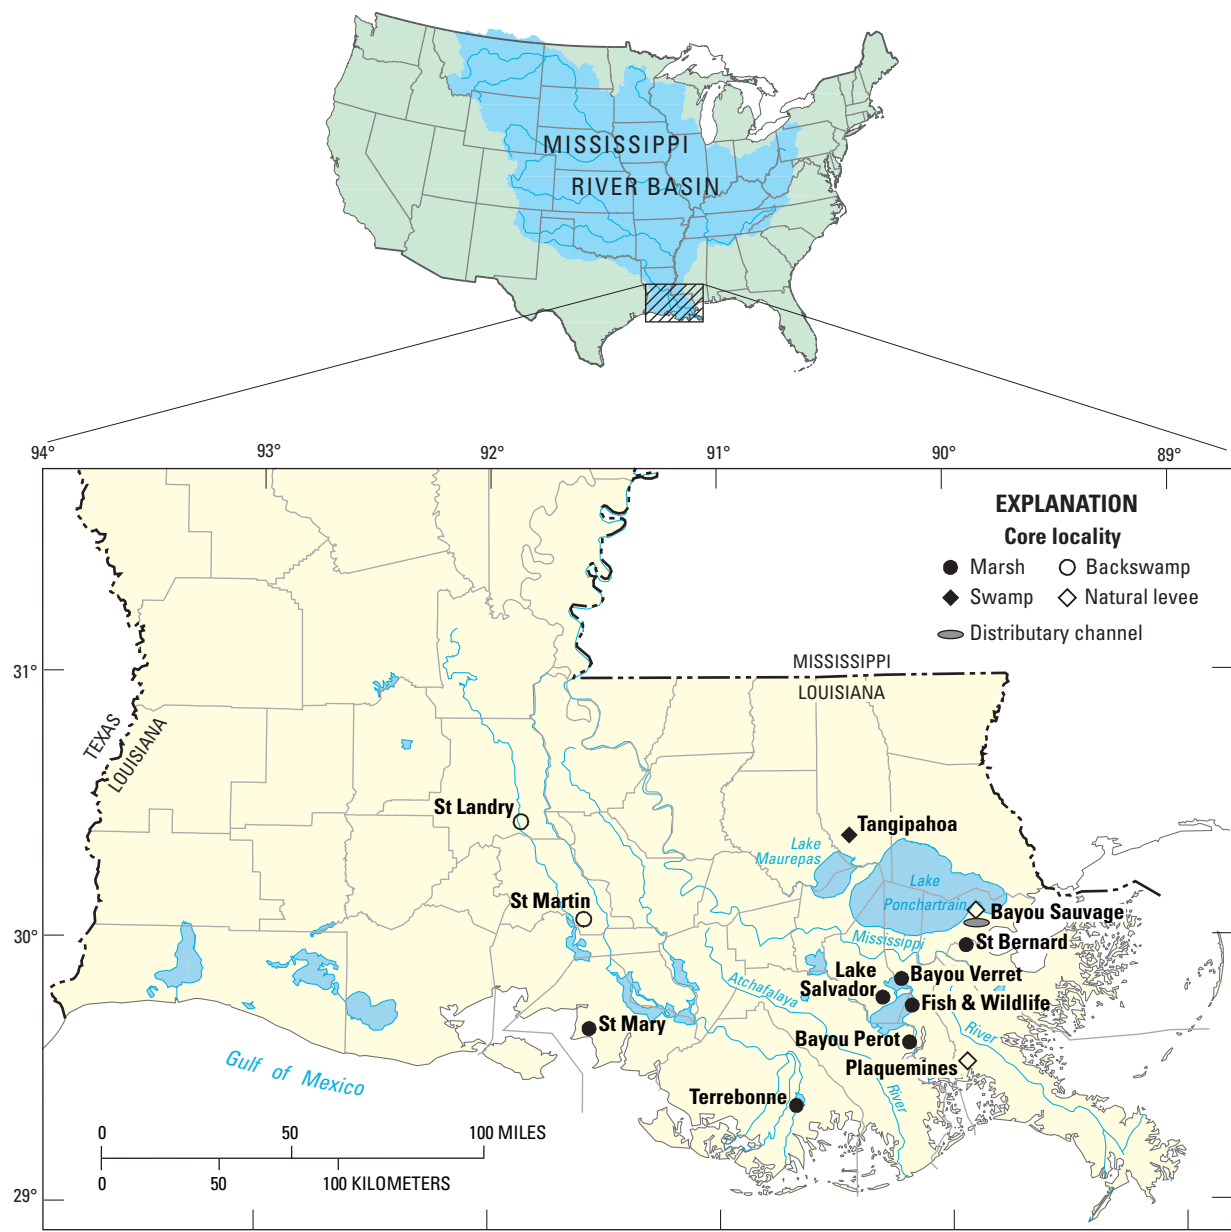 MISSISSIPPI
RIVER BASIN
94° 93° 92° 91° 90° 89°
EXPLANATION
Core locality
Marsh Backswamp
Swamp Natural levee
Distributary channel
31°
MISSISSIPPI
LOUISIANA
TEXAS
LOUISIANA
St Landry
Tangipahoa
Lake
Maurepas
Lake
Ponchartrain
St Martin
Bayou Sauvage
30°
Mississippi
St Bernard
Bayou Verret
Lake
Salvador
Atchafalaya
Fish & Wildlife
St Mary
River
Bayou Perot
Plaquemines
Gulf of Mexico
River
Terrebonne
0 50 100 MILES
0 50 100 KILOMETERS
29°